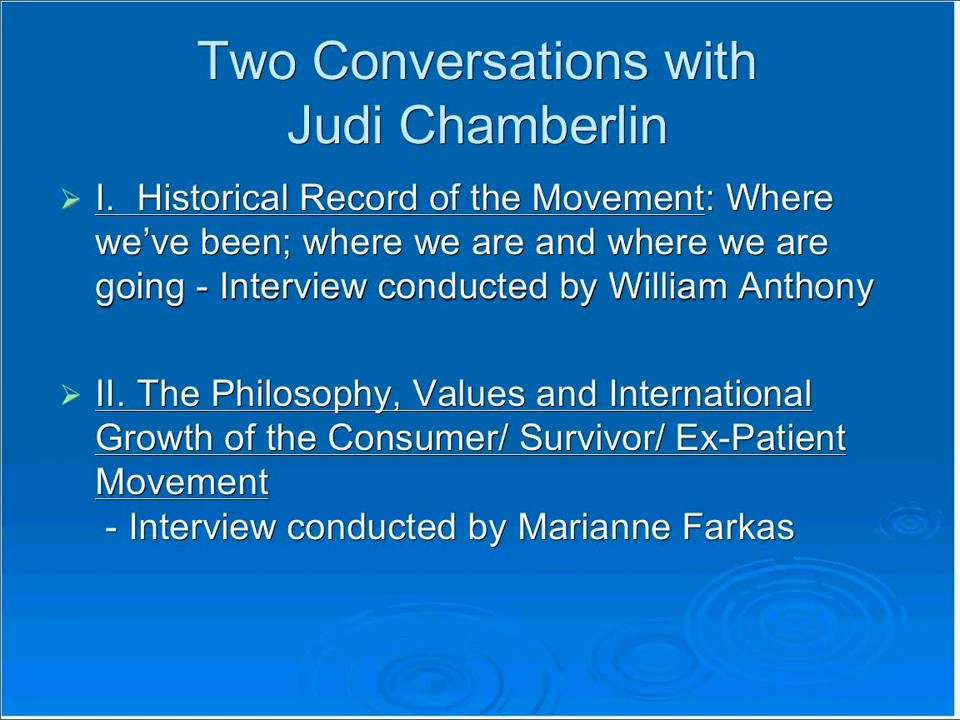 Two Conversations with
Judi Chamberlin
I. Historical Record of the Movement: Where
we've been; where we are and where we are
going - Interview conducted by William Anthony
II. The Philosophy, Values and International
Growth of the Consumer/ Survivor/ Ex-Patient
Movement
- Interview conducted by Marianne Farkas